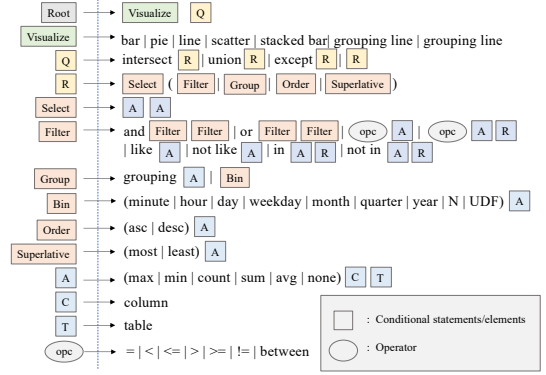 Root Visualize Q
Visualize bar | pie | line | scatter | stacked bar| grouping line | grouping line
Q intersect R | union R | except R | R
R Select ( Filter | Group | Order | Superlative )
Select A A
Filter and Filter Filter | or Filter Filter | opc A | opc A R
| like A | not like A | in A R | not in A R
Group grouping A | Bin
Bin (minute | hour | day | weekday | month | quarter | year | N | UDF) A
Order (asc | desc) A
Superlative (most | least) A
A (max | min | count | sum | avg | none) C T
C column
T table
opc = | < | <= | > | >= | != | between
: Conditional statements/elements
: Operator